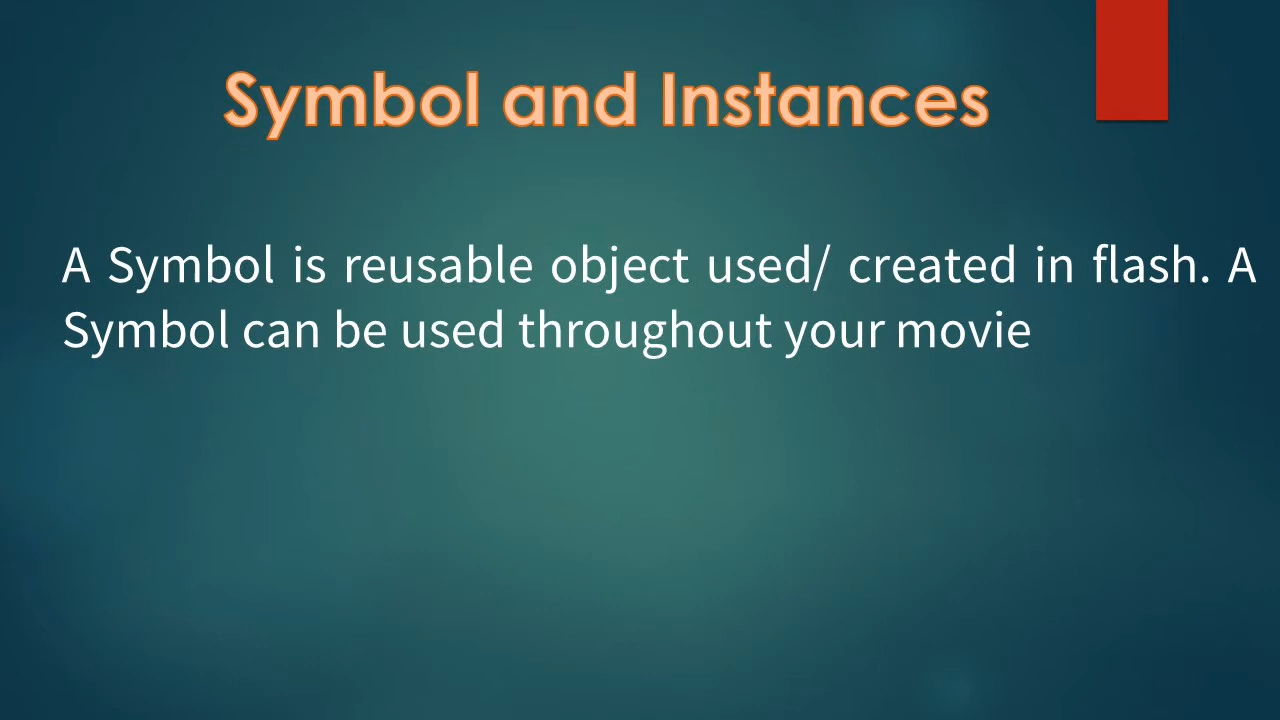 Symbol and Instances
A Symbol is reusable object used/ created in flash. A
Symbol can be used throughout your movie